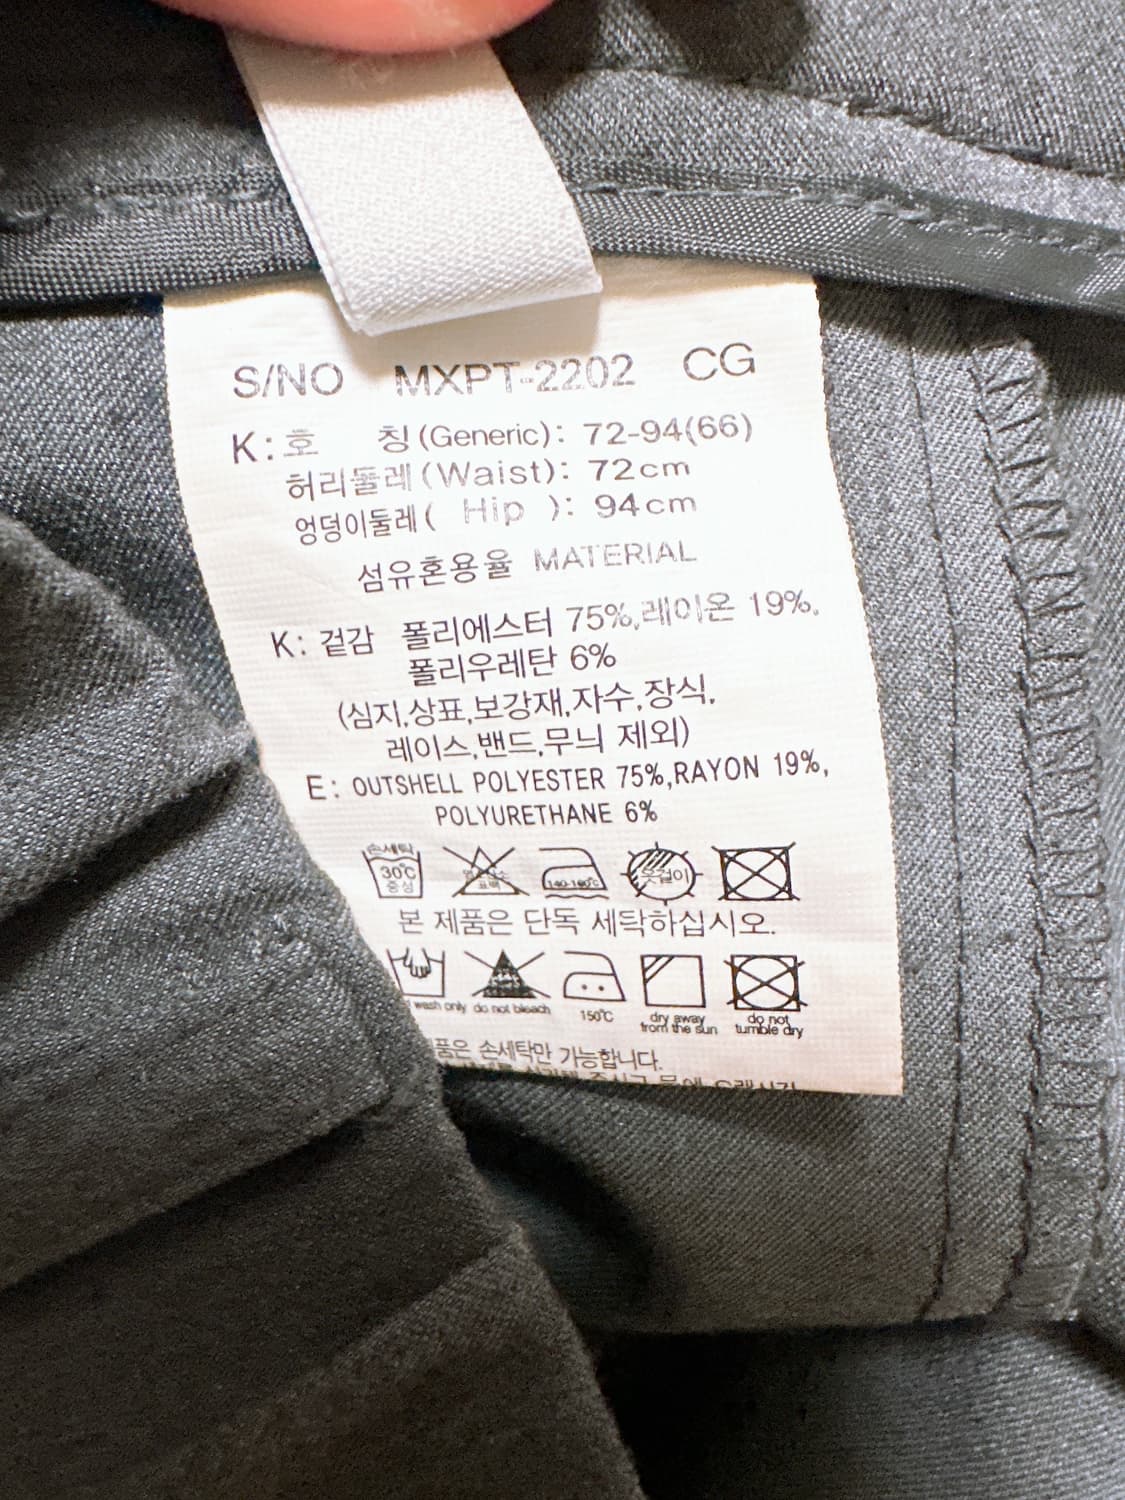 S/NO MXPT-2202 CG
K: 호 칭 (Generic): 72-94(66)
허리둘레 (Waist): 72cm
엉덩이둘레 ( Hip ): 94cm
섬유혼용율 MATERIAL
K: 겉감 폴리에스터 75%,레이온 19%,
폴리우레탄 6%
(심지,상표,보강재,자수,장식,
레이스,밴드,무늬 제외)
E: OUTSHELL POLYESTER 75%,RAYON 19%,
POLYURETHANE 6%
손세탁 30℃ 중성 표백 140-160℃ 옷걸이
본 제품은 단독 세탁하십시오.
wash only do not bleach 150℃ dry away from the sun do not tumble dry
품은 손세탁만 가능합니다.